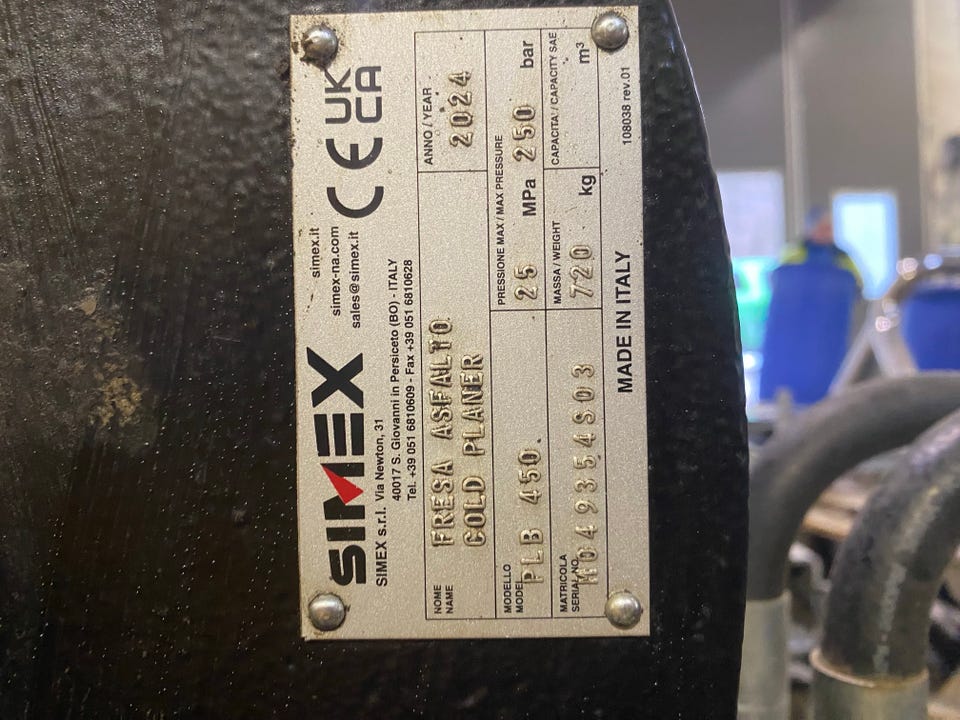 SIMEX
simex.it
simex-na.com
sales@simex.it
CE UK CA
SIMEX s.r.l. Via Newton, 31
40017 S. Giovanni in Persiceto (BO) - ITALY
Tel. +39 051 6810609 - Fax +39 051 6810628
NOME
NAME
FRESA ASFALTO
COLD PLANER
ANNO / YEAR
2024
MODELLO
MODEL
PLB 450
PRESSIONE MAX / MAX PRESSURE
25 MPa 250 bar
MATRICOLA
SERIAL NO.
MASSA / WEIGHT
720 kg
CAPACITA' / CAPACITY SAE
m³
MADE IN ITALY
108038 rev.01